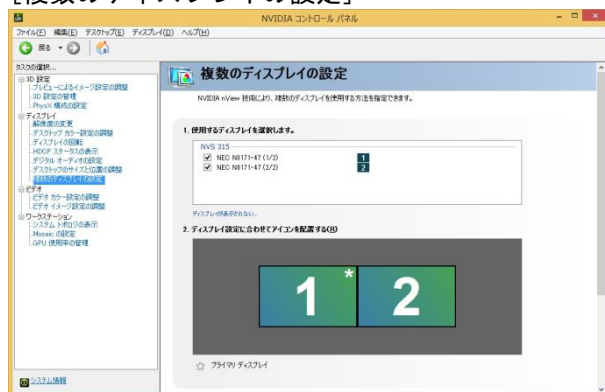 [複数のディスプレイの設定]
NVIDIA コントロール パネル
ファイル(F) 編集(E) デスクトップ(T) ディスプレイ(D) ヘルプ(H)
戻る
タスクの選択...
3D 設定
プレビューによるイメージ設定の調整
3D 設定の管理
PhysX 構成の設定
ディスプレイ
解像度の変更
デスクトップ カラー設定の調整
ディスプレイの回転
HDCP ステータスの表示
デジタル オーディオの設定
デスクトップのサイズと位置の調整
複数のディスプレイの設定
ビデオ
ビデオ カラー設定の調整
ビデオ イメージ設定の調整
ワークステーション
システム トポロジの表示
Mosaic の設定
GPU 使用率の管理
システム情報
複数のディスプレイの設定
NVIDIA nView 技術により、複数のディスプレイを使用する方法を指定できます。
1. 使用するディスプレイを選択します。
NVS 315
NEC N8171-47 (1/2) 1
NEC N8171-47 (2/2) 2
ディスプレイが表示されない...
2. ディスプレイ設定に合わせてアイコンを配置する(R)
1 * 2
プライマリ ディスプレイ